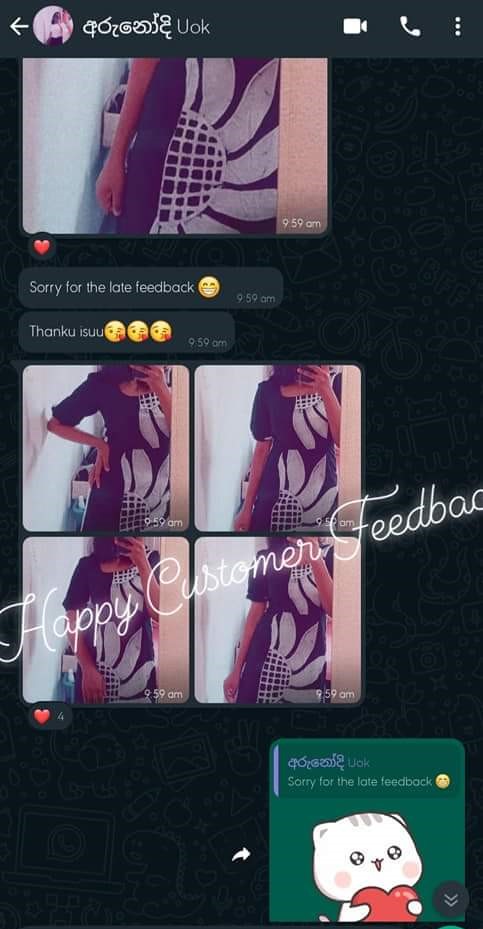 අරුනෝදි Uok
9:59 am
Sorry for the late feedback 😁
9:59 am
Thanku isuu😘😘😘
9:59 am
9:59 am
9:59 am
Happy Customer Feedbac
9:59 am
9:59 am
4
අරුනෝදි Uok
Sorry for the late feedback 😁